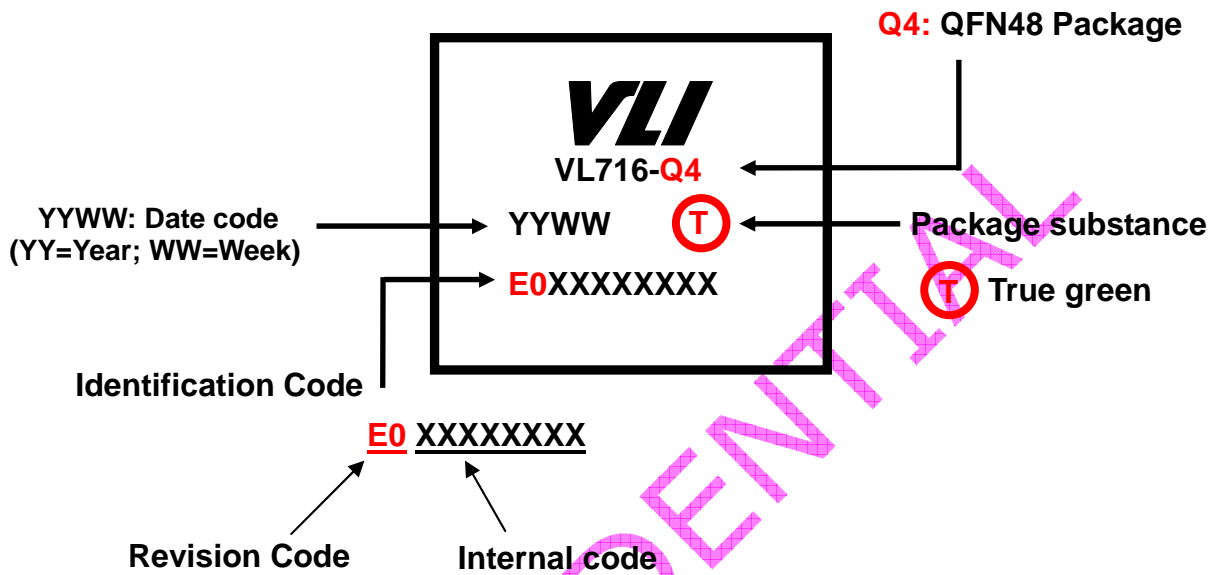 Q4: QFN48 Package
VLI
VL716-Q4
YYWW: Date code
(YY=Year; WW=Week)
YYWW T
Package substance
E0XXXXXXXX
T True green
Identification Code
E0 XXXXXXXX
Revision Code
Internal code
DENTIAL